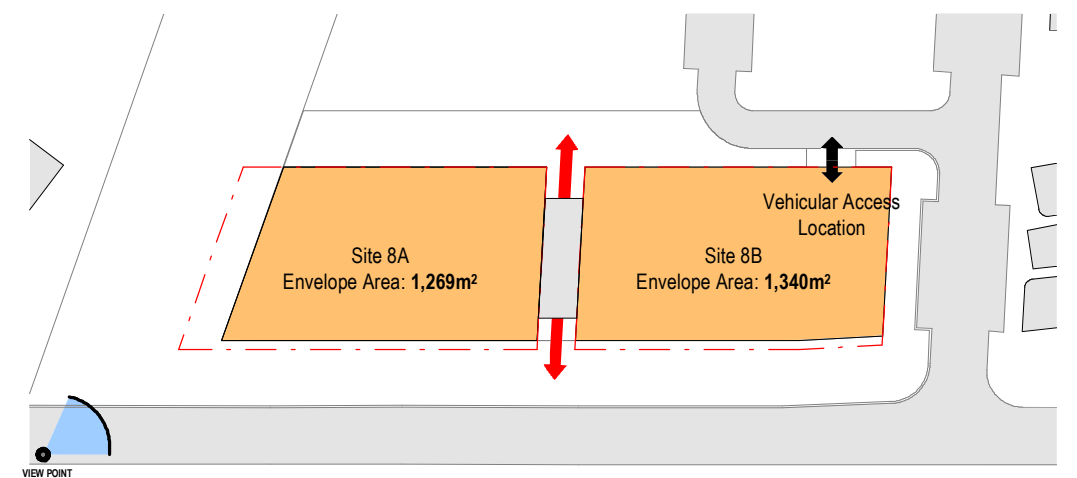 Vehicular Access
Location
Site 8A
Envelope Area: 1,269m²
Site 8B
Envelope Area: 1,340m²
VIEW POINT